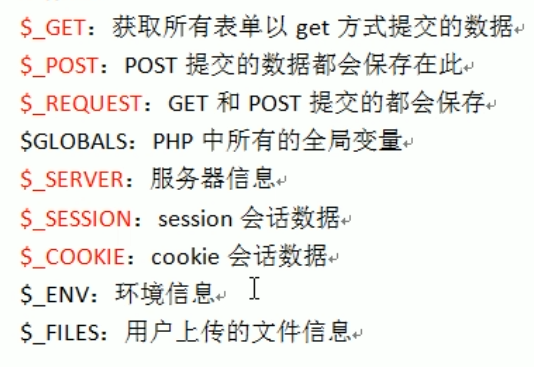 $_GET：获取所有表单以 get 方式提交的数据
$_POST：POST 提交的数据都会保存在此
$_REQUEST：GET 和 POST 提交的都会保存
$GLOBALS：PHP 中所有的全局变量
$_SERVER：服务器信息
$_SESSION：session 会话数据
$_COOKIE：cookie 会话数据
$_ENV：环境信息
$_FILES：用户上传的文件信息